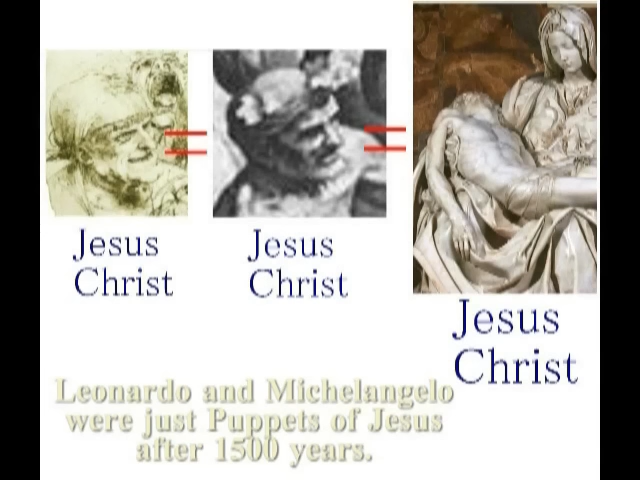 Jesus
Christ
Jesus
Christ
Jesus
Christ
Leonardo and Michelangelo
were just Puppets of Jesus
after 1500 years.